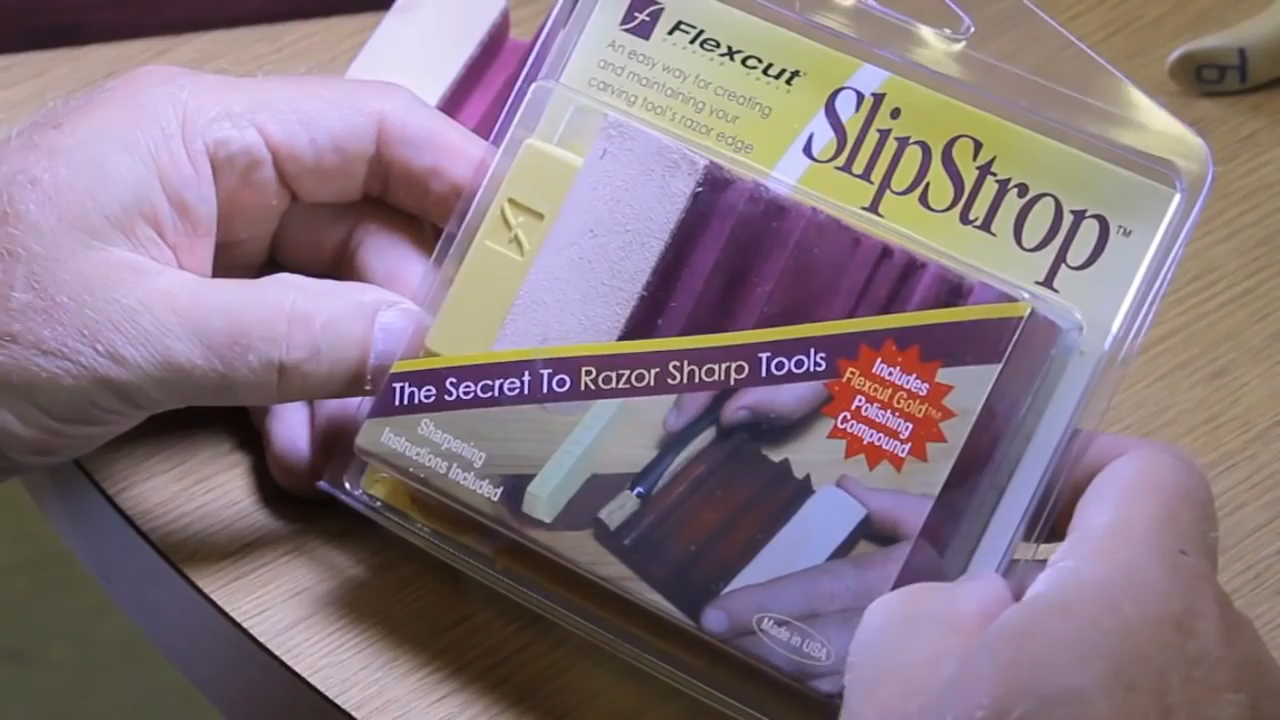 Flexcut
An easy way for creating
and maintaining your
carving tool's razor edge
SlipStrop™
The Secret To Razor Sharp Tools
Includes
Flexcut Gold™
Polishing
Compound
Sharpening
Instructions Included
Made in USA